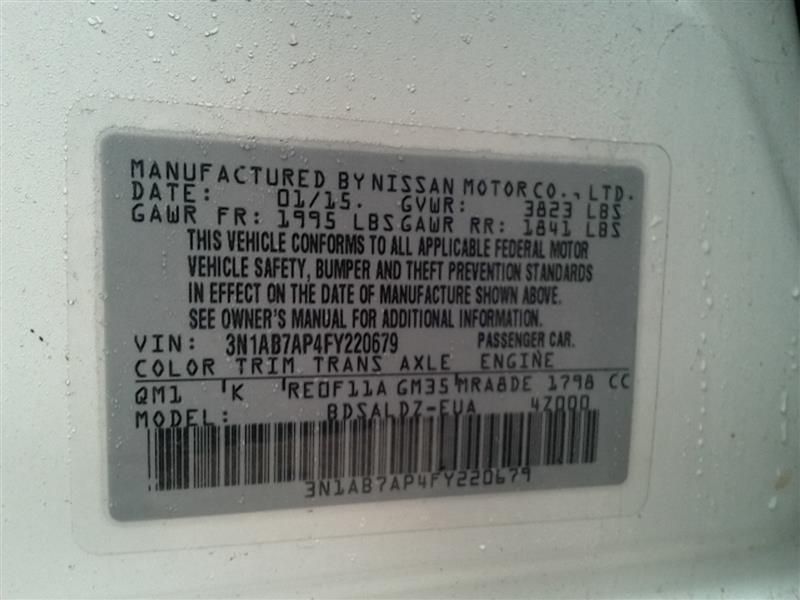 MANUFACTURED BY NISSAN MOTOR CO., LTD.
DATE: 01/15. GVWR: 3823 LBS
GAWR FR: 1995 LBS GAWR RR: 1841 LBS
THIS VEHICLE CONFORMS TO ALL APPLICABLE FEDERAL MOTOR
VEHICLE SAFETY, BUMPER AND THEFT PREVENTION STANDARDS
IN EFFECT ON THE DATE OF MANUFACTURE SHOWN ABOVE.
SEE OWNER'S MANUAL FOR ADDITIONAL INFORMATION.
VIN: 3N1AB7AP4FY220679 PASSENGER CAR.
COLOR TRIM TRANS AXLE ENGINE
QM1 K RE0F11A GM35 MRA8DE 1798 CC
MODEL: BDSALDZ-EUA 4Z000
3N1AB7AP4FY220679